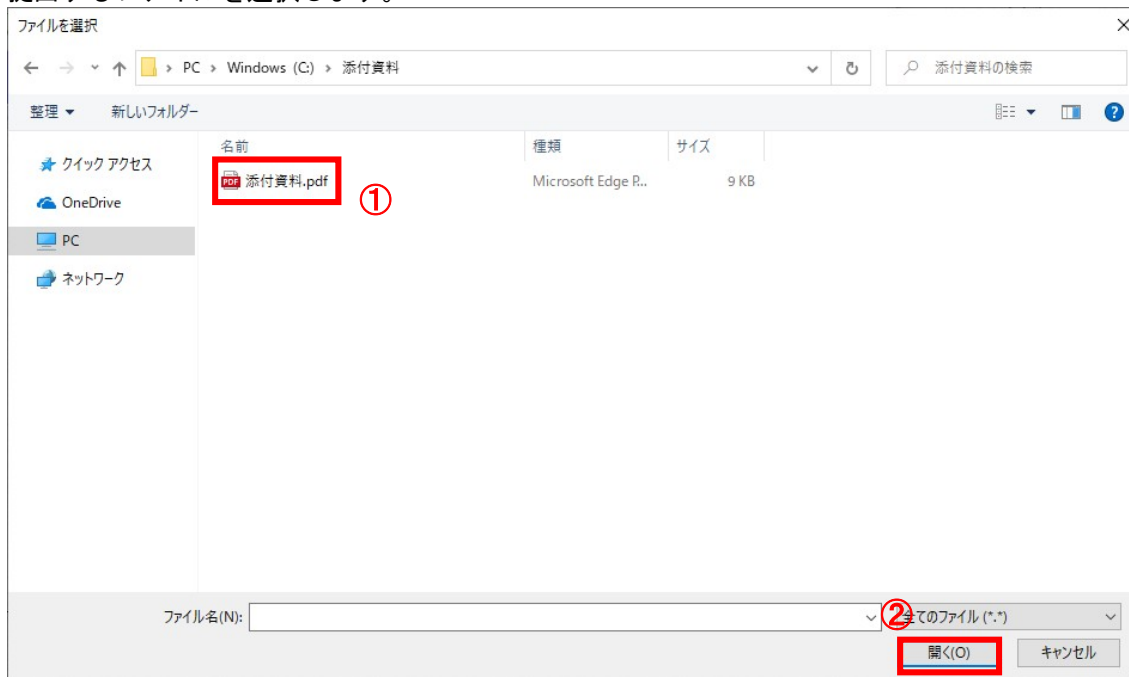 ファイルを選択
PC › Windows (C:) › 添付資料
添付資料の検索
整理
新しいフォルダー
名前 種類 サイズ
クイック アクセス
PDF 添付資料.pdf Microsoft Edge P... 9 KB
①
OneDrive
PC
ネットワーク
ファイル名(N):
② 全てのファイル (*.*)
開く(O) キャンセル